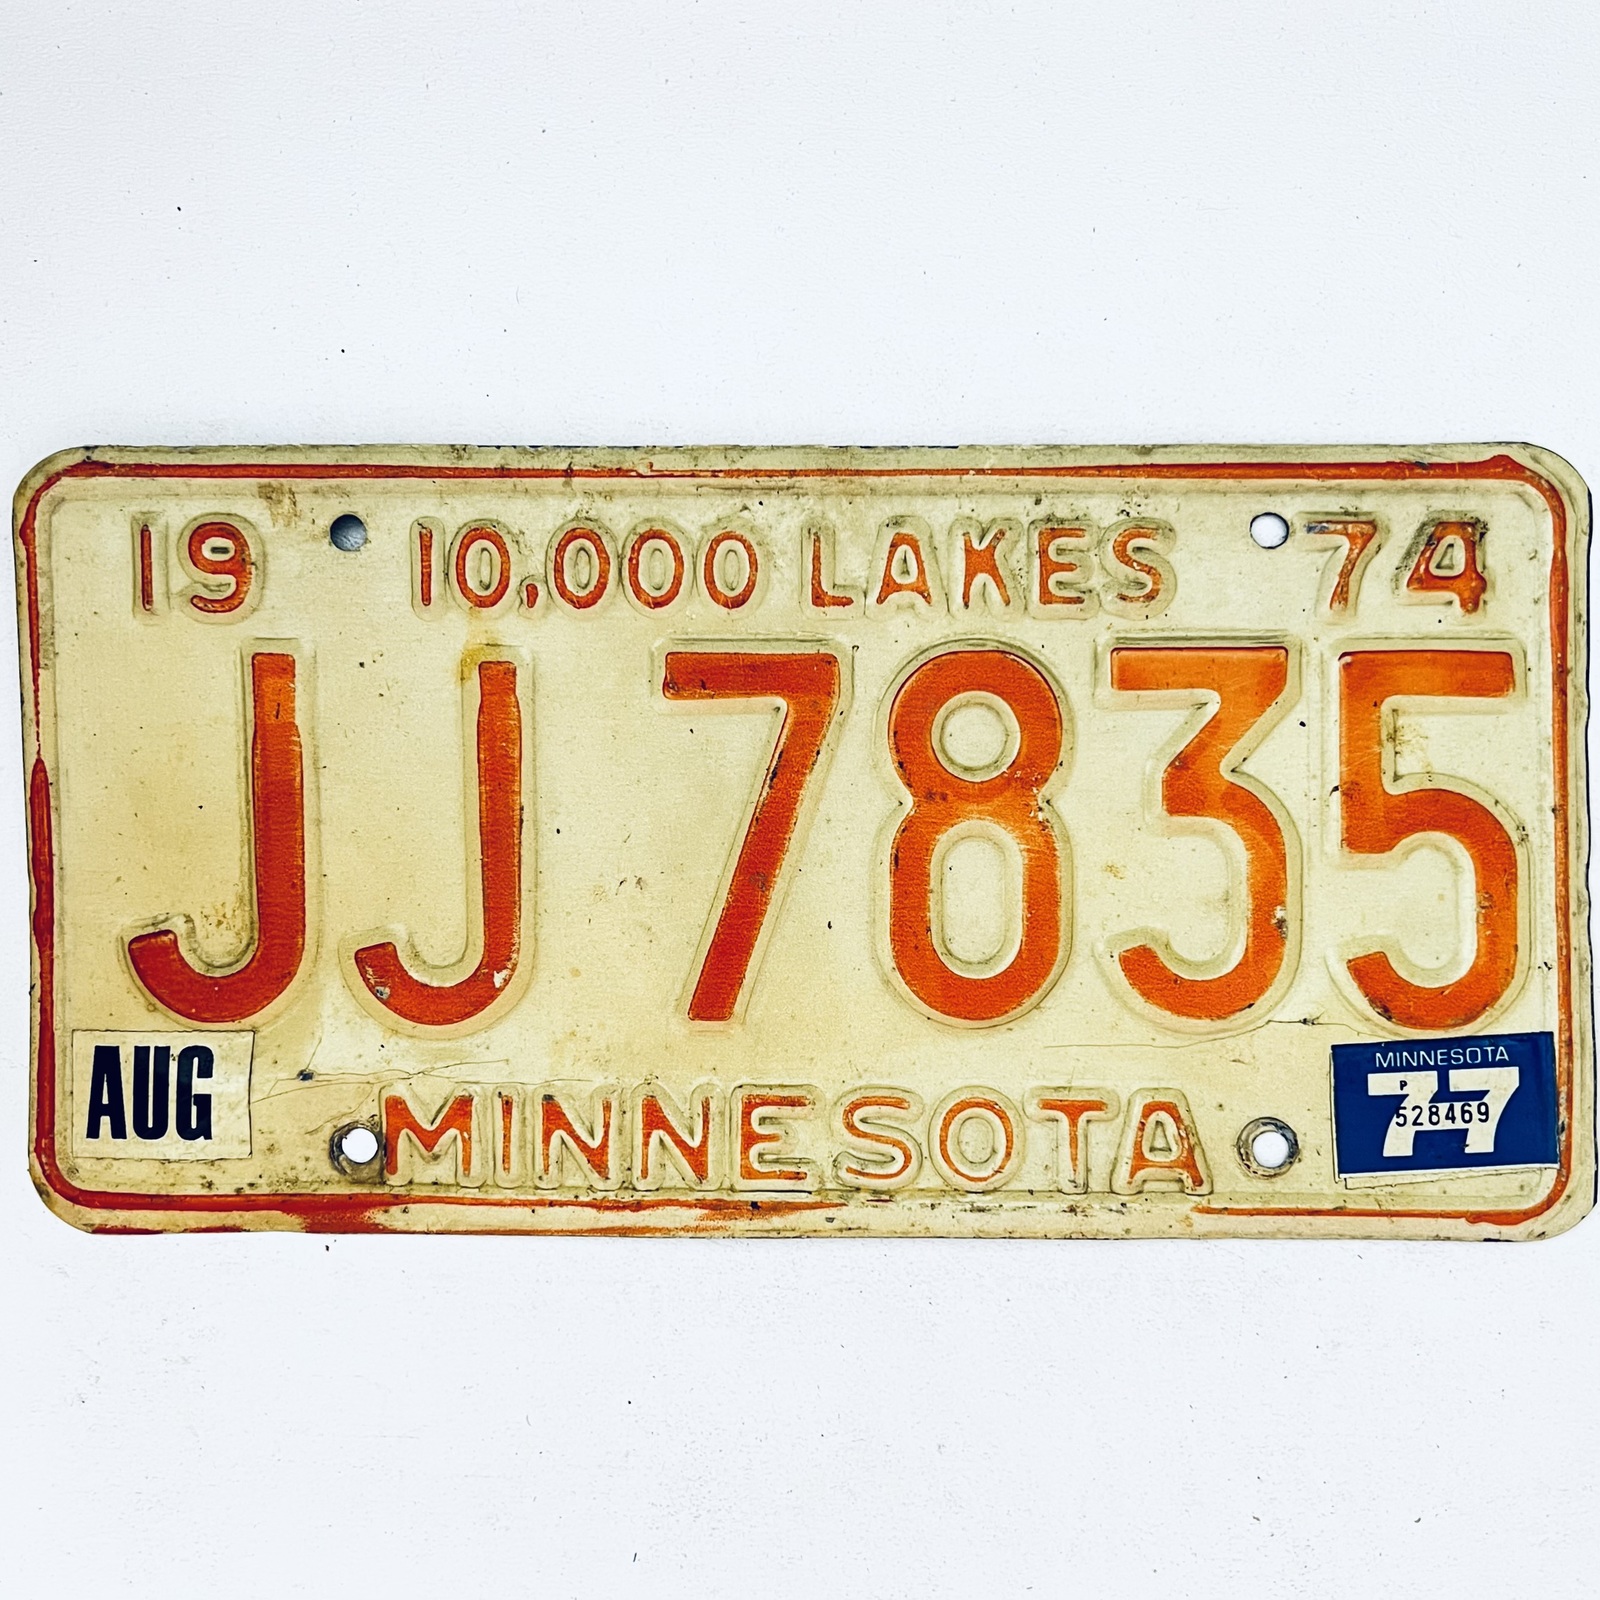 19 10,000 LAKES 74
JJ 7835
AUG
MINNESOTA
MINNESOTA
77
P
528469